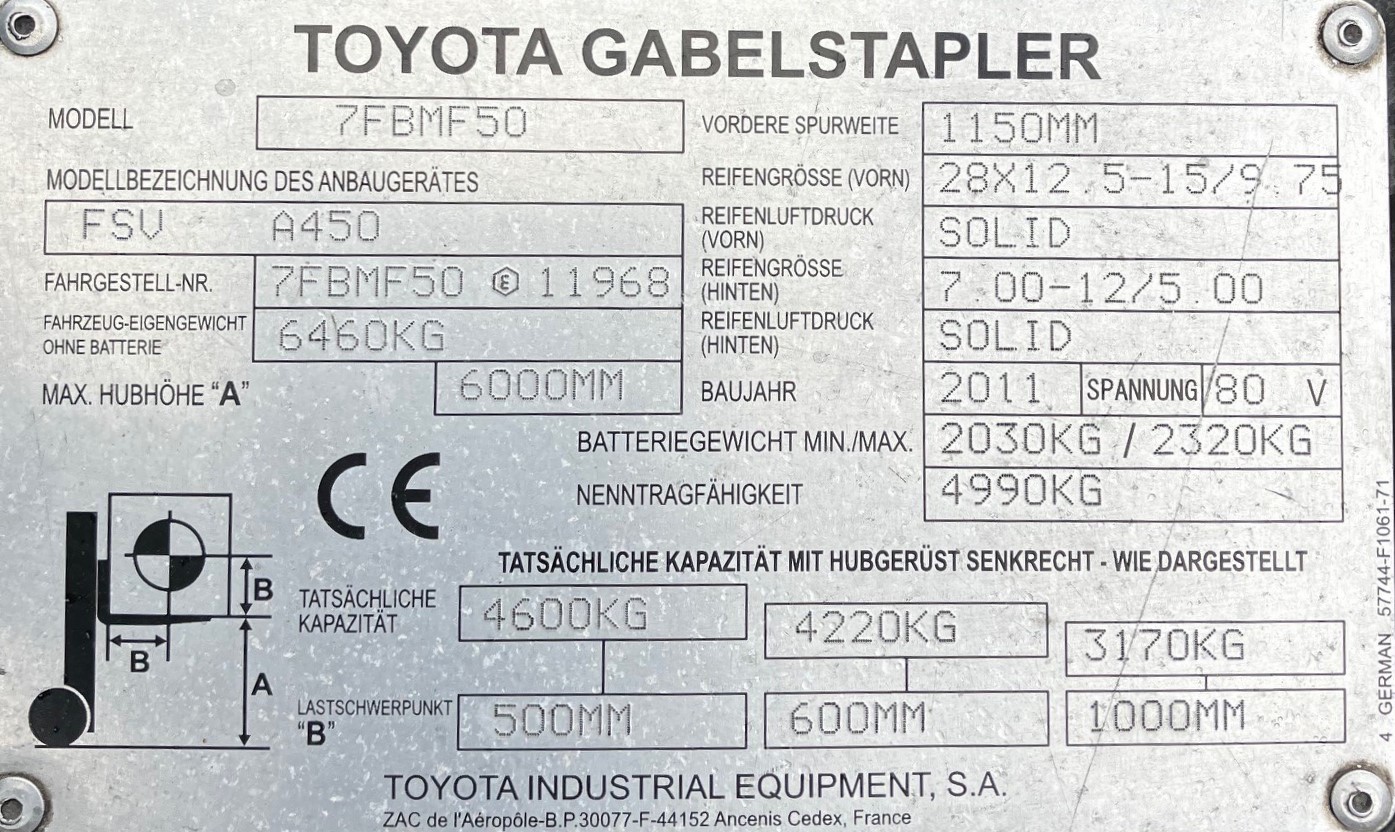 TOYOTA GABELSTAPLER
MODELL 7FBMF50
MODELLBEZEICHNUNG DES ANBAUGERÄTES
FSV A450
FAHRGESTELL-NR. 7FBMF50 E 11968
FAHRZEUG-EIGENGEWICHT
OHNE BATTERIE 6460KG
MAX. HUBHÖHE "A" 6000MM
VORDERE SPURWEITE 1150MM
REIFENGRÖSSE (VORN) 28X12.5-15/9.75
REIFENLUFTDRUCK
(VORN) SOLID
REIFENGRÖSSE
(HINTEN) 7.00-12/5.00
REIFENLUFTDRUCK
(HINTEN) SOLID
BAUJAHR 2011 SPANNUNG 80 V
BATTERIEGEWICHT MIN./MAX. 2030KG / 2320KG
NENNTRAGFÄHIGKEIT 4990KG
CE
TATSÄCHLICHE KAPAZITÄT MIT HUBGERÜST SENKRECHT - WIE DARGESTELLT
B
B
A
TATSÄCHLICHE
KAPAZITÄT 4600KG 4220KG 3170KG
LASTSCHWERPUNKT
"B" 500MM 600MM 1000MM
TOYOTA INDUSTRIAL EQUIPMENT, S.A.
ZAC de l'Aéropôle-B.P.30077-F-44152 Ancenis Cedex, France
4 GERMAN 57744-F1061-71